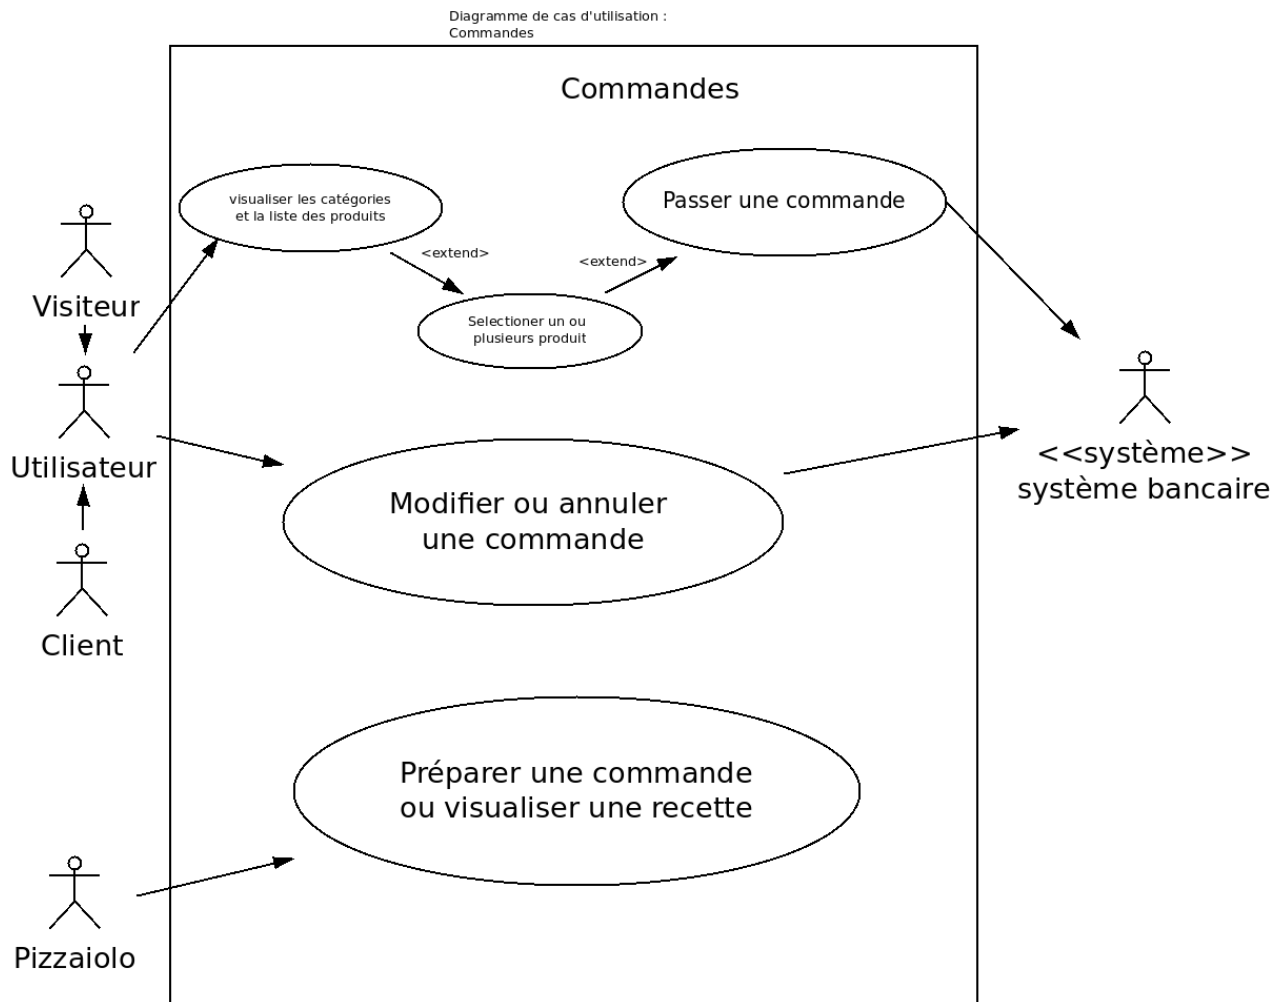 Diagramme de cas d'utilisation :
Commandes
Commandes
visualiser les catégories
et la liste des produits
Passer une commande
<extend>
<extend>
Selectioner un ou
plusieurs produit
Visiteur
Utilisateur
Client
Modifier ou annuler
une commande
<<système>>
système bancaire
Préparer une commande
ou visualiser une recette
Pizzaiolo